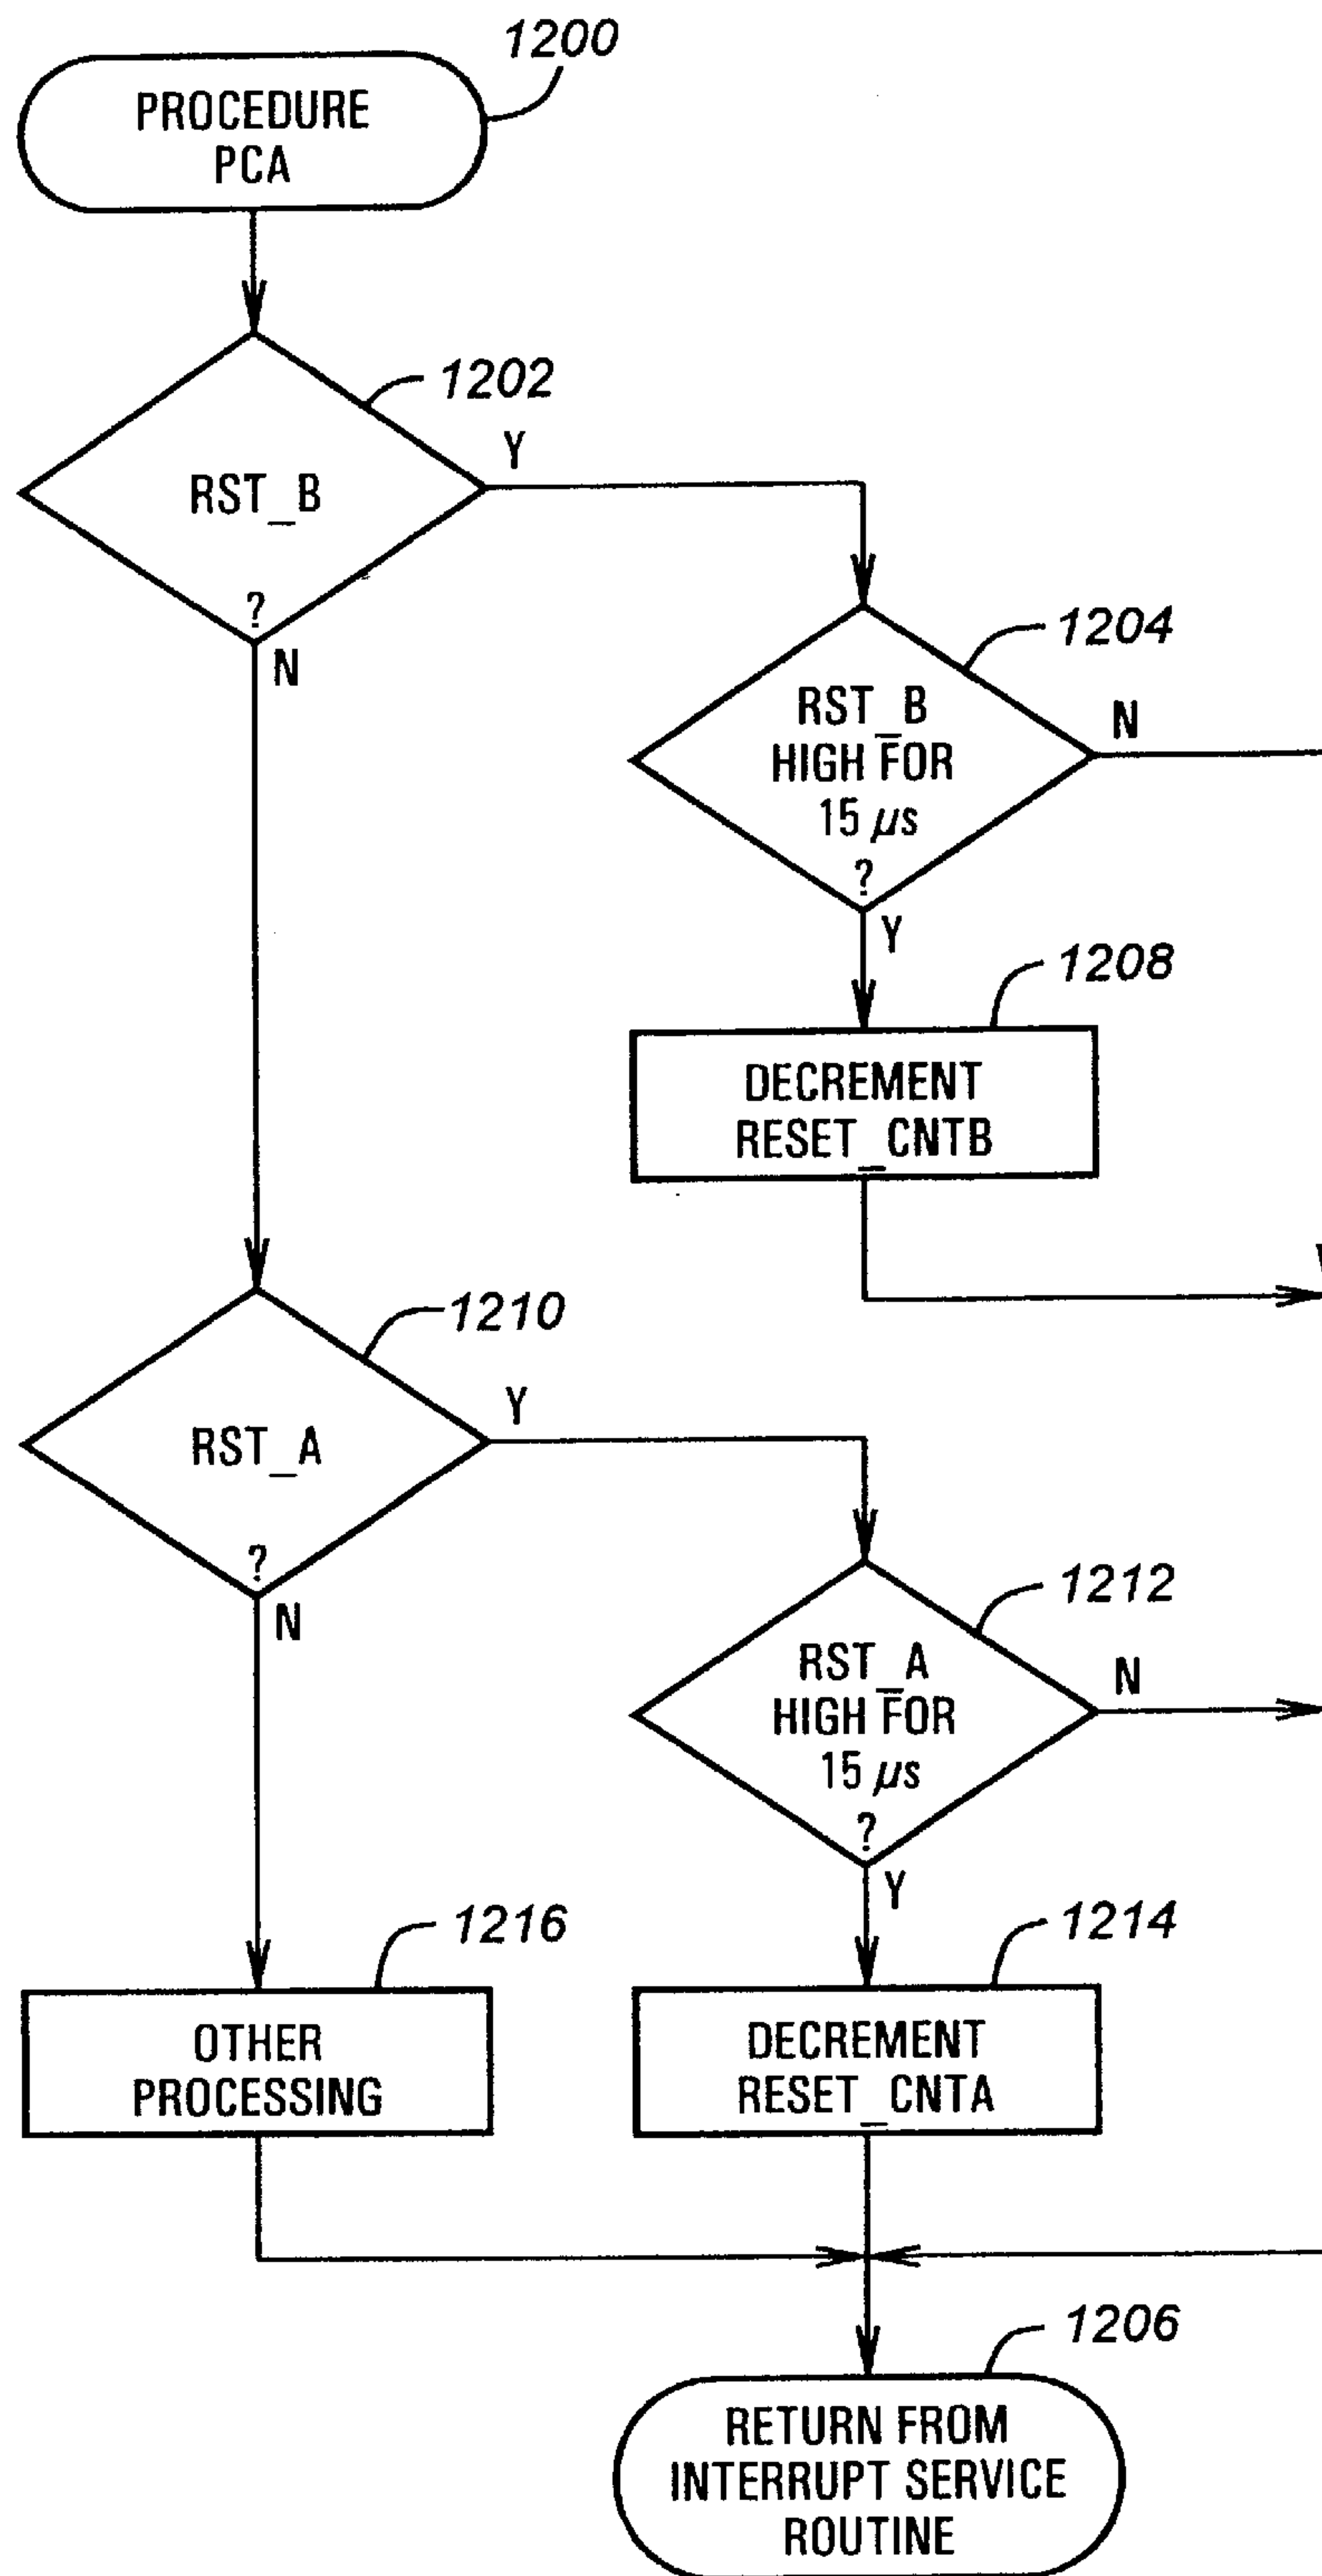 1200
PROCEDURE
PCA
1202
RST_B
?
Y
N
1204
RST_B
HIGH FOR
15 µs
?
N
Y
1208
DECREMENT
RESET_CNTB
1210
RST_A
?
Y
N
1212
RST_A
HIGH FOR
15 µs
?
N
Y
1216
OTHER
PROCESSING
1214
DECREMENT
RESET_CNTA
1206
RETURN FROM
INTERRUPT SERVICE
ROUTINE